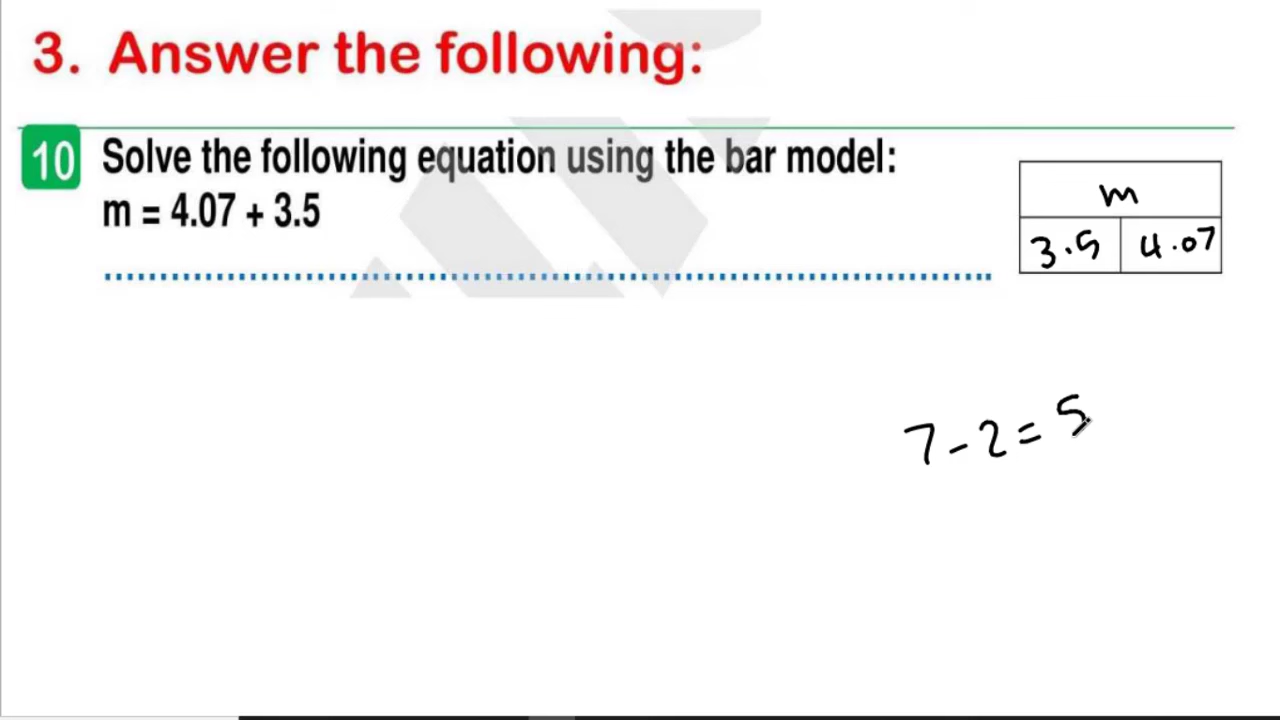 3. Answer the following:
10 Solve the following equation using the bar model:
m = 4.07 + 3.5
m
3.5 4.07
7-2=5